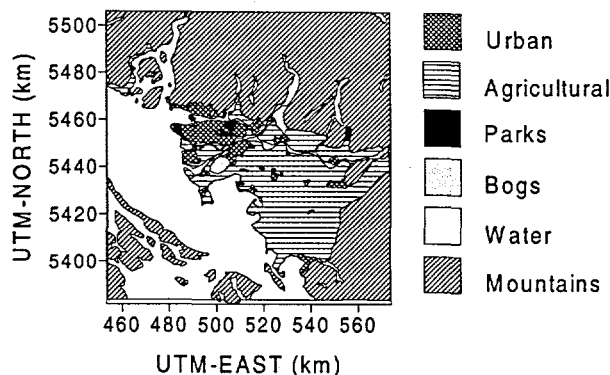 UTM-NORTH (km)
5500
5480
5460
5440
5420
5400
460 480 500 520 540 560
UTM-EAST (km)
Urban
Agricultural
Parks
Bogs
Water
Mountains